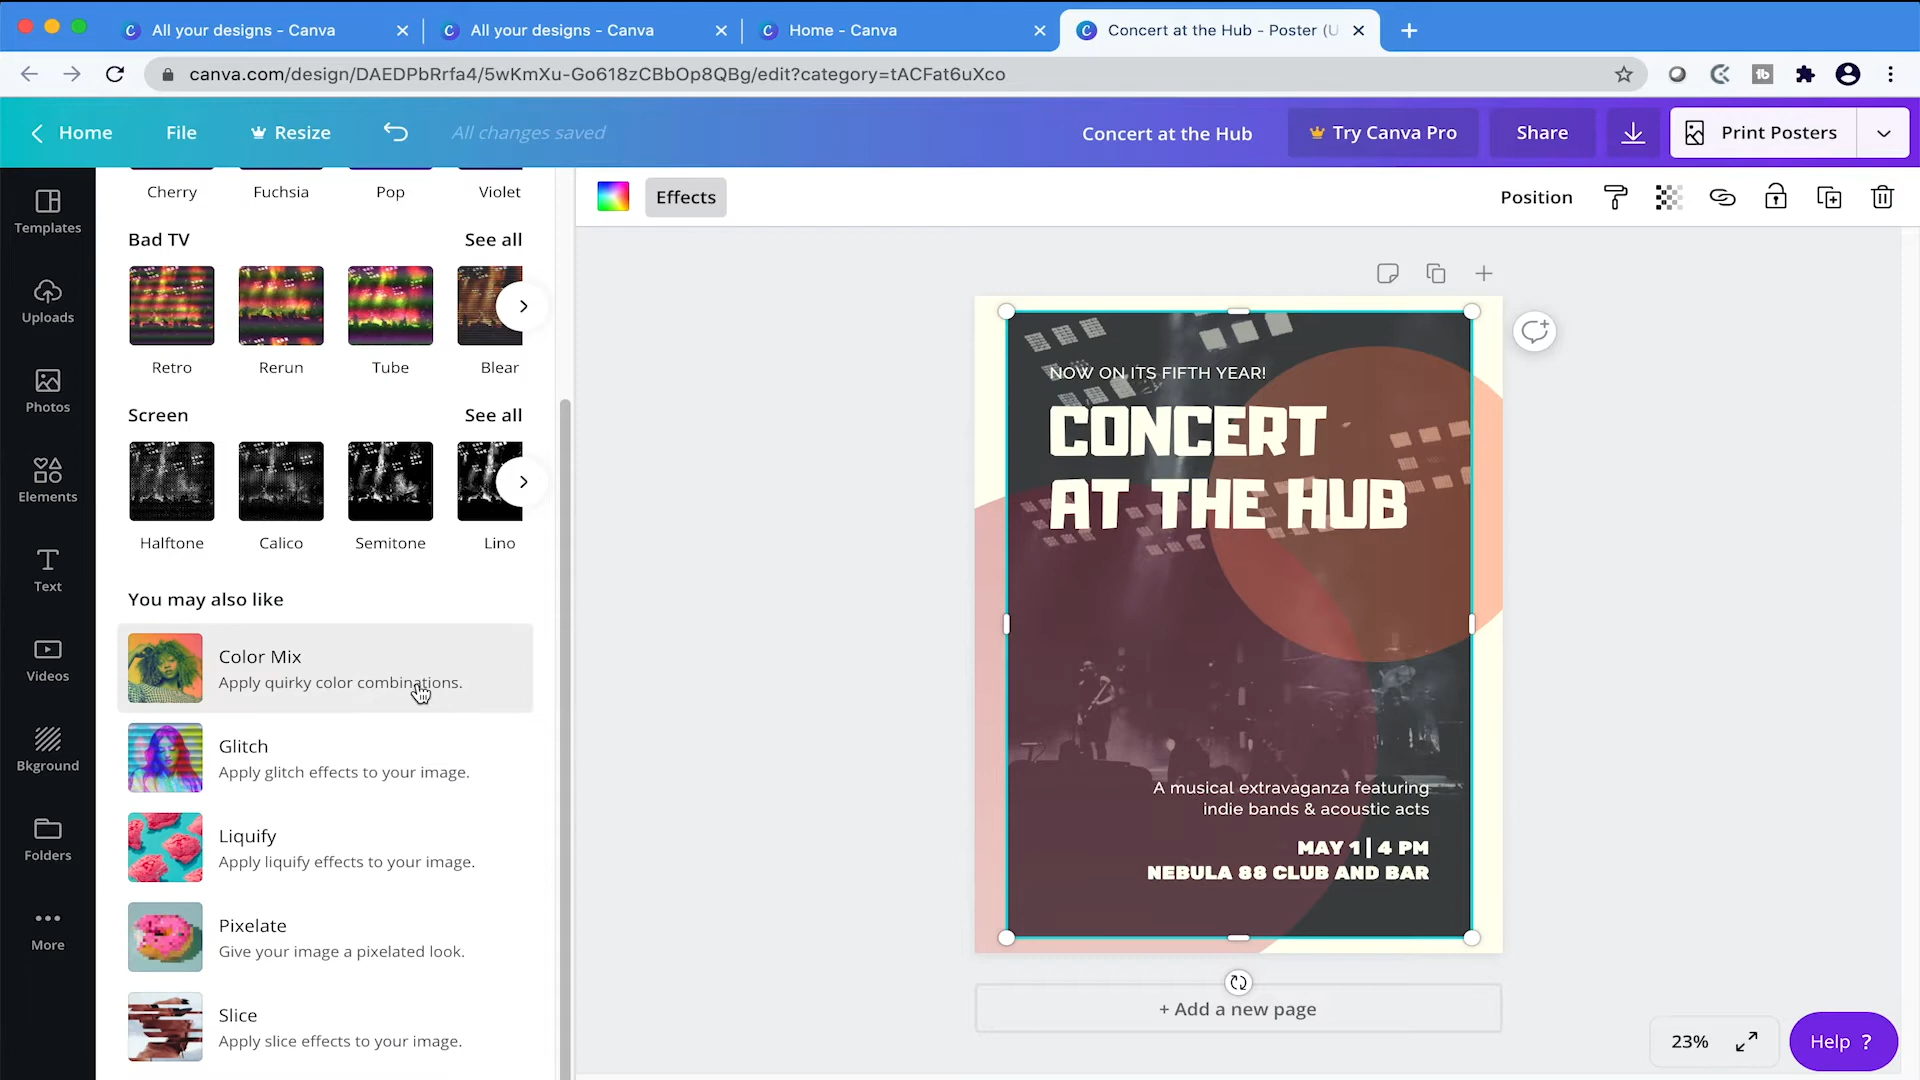 All your designs - Canva
All your designs - Canva
Home - Canva
Concert at the Hub - Poster (U
canva.com/design/DAEDPbRrfa4/5wKmXu-Go618zCBbOp8QBg/edit?category=tACFat6uXco
Home
File
Resize
All changes saved
Concert at the Hub
Try Canva Pro
Share
Print Posters
Templates
Uploads
Photos
Elements
Text
Videos
Bkground
Folders
More
Cherry
Fuchsia
Pop
Violet
Bad TV
See all
Retro
Rerun
Tube
Blear
Screen
See all
Halftone
Calico
Semitone
Lino
You may also like
Color Mix
Apply quirky color combinations.
Glitch
Apply glitch effects to your image.
Liquify
Apply liquify effects to your image.
Pixelate
Give your image a pixelated look.
Slice
Apply slice effects to your image.
Effects
Position
NOW ON ITS FIFTH YEAR!
CONCERT
AT THE HUB
A musical extravaganza featuring
indie bands & acoustic acts
MAY 1 | 4 PM
NEBULA 88 CLUB AND BAR
+ Add a new page
23%
Help ?